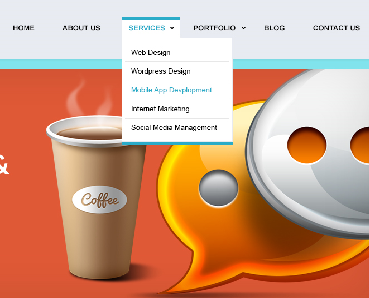 HOME ABOUT US SERVICES PORTFOLIO BLOG CONTACT US
Web Design
Wordpress Design
Mobile App Devlopment
Internet Marketing
Social Media Management
&
Coffee